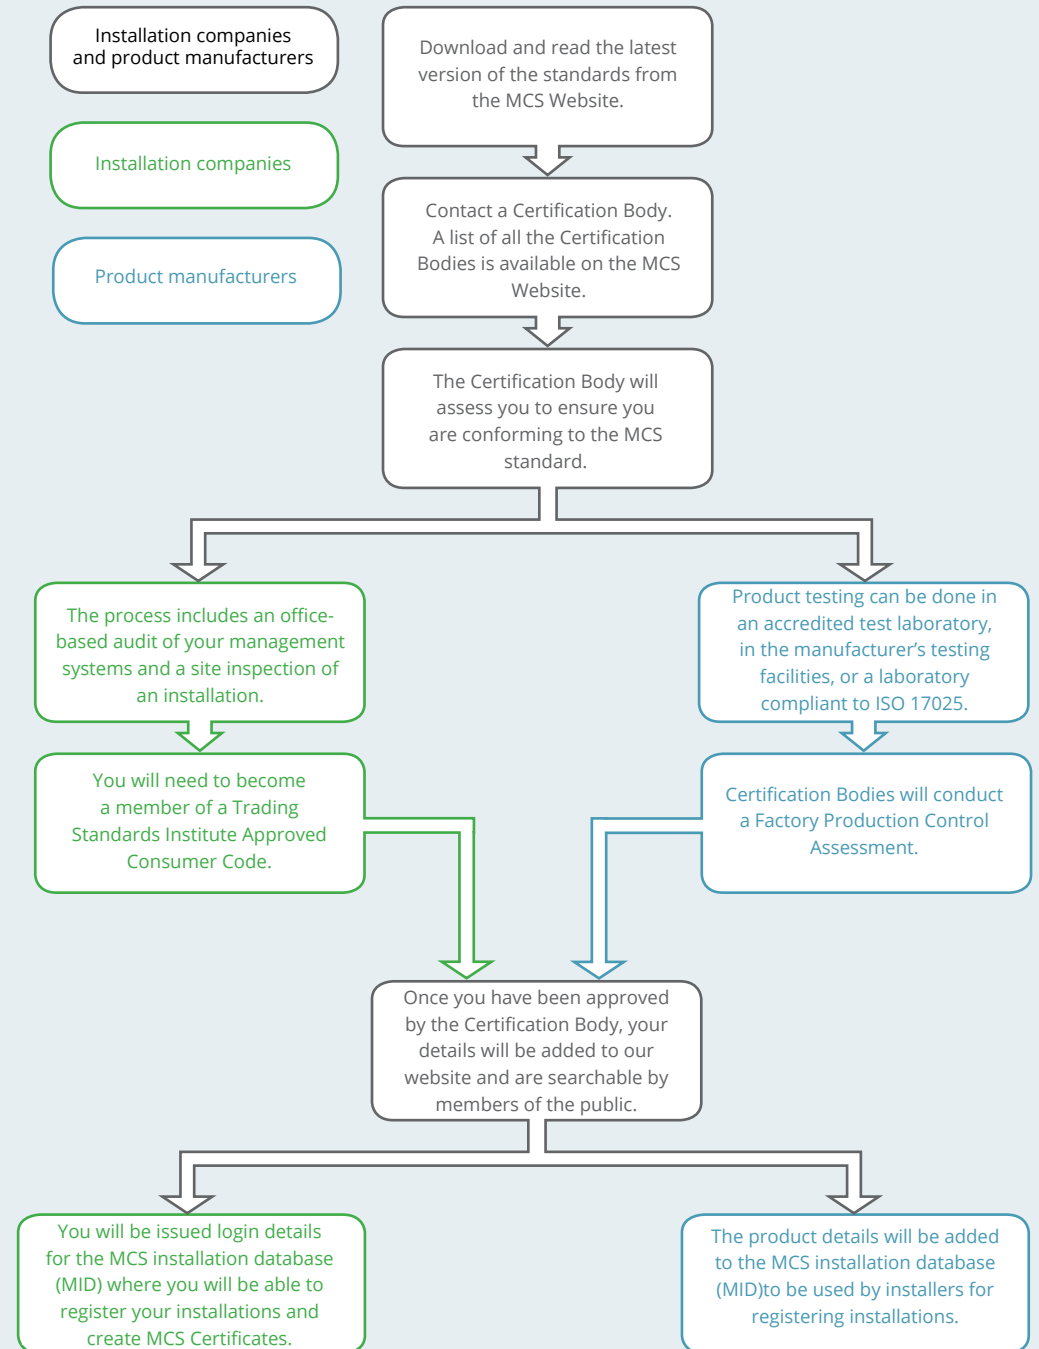 Installation companies
and product manufacturers
Installation companies
Product manufacturers
Download and read the latest
version of the standards from
the MCS Website.
Contact a Certification Body.
A list of all the Certification
Bodies is available on the MCS
Website.
The Certification Body will
assess you to ensure you
are conforming to the MCS
standard.
The process includes an office-
based audit of your management
systems and a site inspection of
an installation.
Product testing can be done in
an accredited test laboratory,
in the manufacturer’s testing
facilities, or a laboratory
compliant to ISO 17025.
You will need to become
a member of a Trading
Standards Institute Approved
Consumer Code.
Certification Bodies will conduct
a Factory Production Control
Assessment.
Once you have been approved
by the Certification Body, your
details will be added to our
website and are searchable by
members of the public.
You will be issued login details
for the MCS installation database
(MID) where you will be able to
register your installations and
create MCS Certificates.
The product details will be added
to the MCS installation database
(MID)to be used by installers for
registering installations.